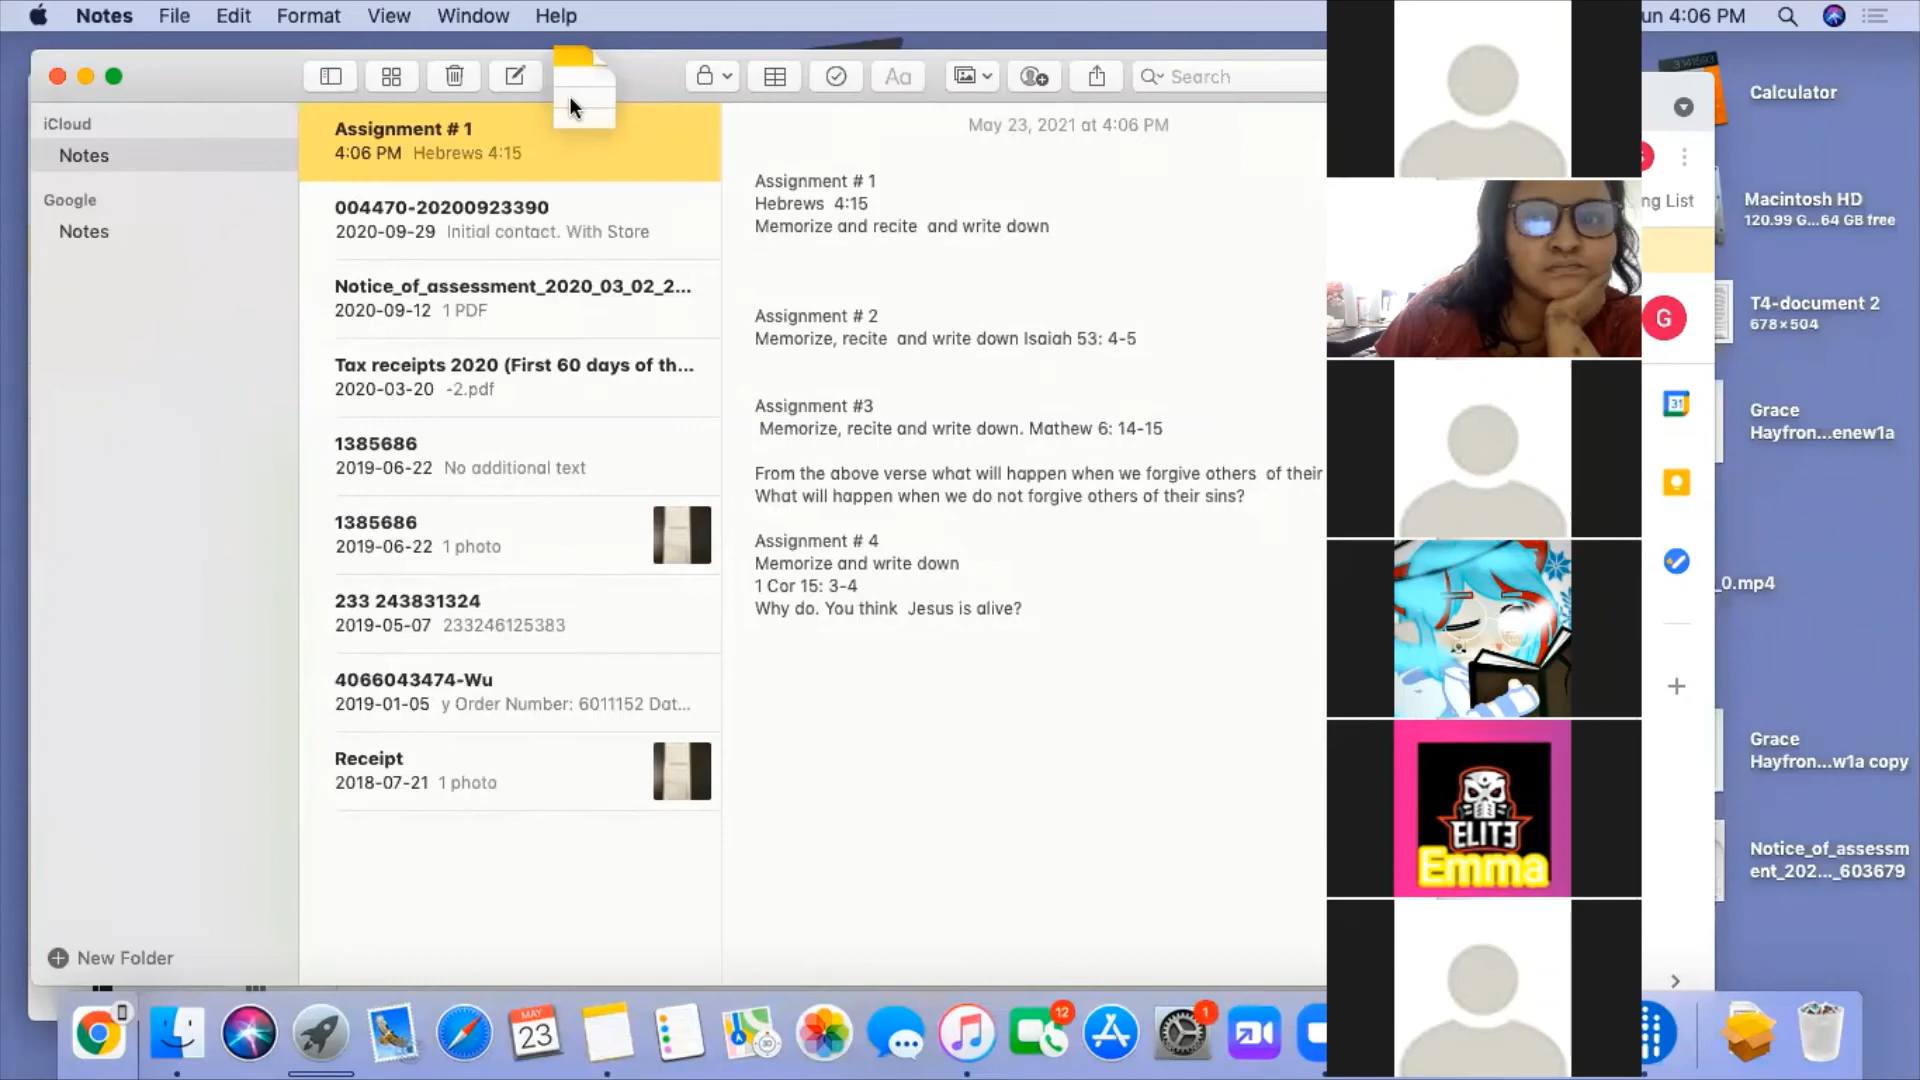 Notes File Edit Format View Window Help
un 4:06 PM
Aa
Search
iCloud
Notes
Google
Notes
New Folder
Assignment # 1
4:06 PM Hebrews 4:15
004470-20200923390
2020-09-29 Initial contact. With Store
Notice_of_assessment_2020_03_02_2...
2020-09-12 1 PDF
Tax receipts 2020 (First 60 days of th...
2020-03-20 -2.pdf
1385686
2019-06-22 No additional text
1385686
2019-06-22 1 photo
233 243831324
2019-05-07 233246125383
4066043474-Wu
2019-01-05 y Order Number: 6011152 Dat...
Receipt
2018-07-21 1 photo
May 23, 2021 at 4:06 PM
Assignment # 1
Hebrews 4:15
Memorize and recite and write down
Assignment # 2
Memorize, recite and write down Isaiah 53: 4-5
Assignment #3
Memorize, recite and write down. Mathew 6: 14-15
From the above verse what will happen when we forgive others of their
What will happen when we do not forgive others of their sins?
Assignment # 4
Memorize and write down
1 Cor 15: 3-4
Why do. You think Jesus is alive?
ELIT3
Emma
ng List
G
31
Calculator
Macintosh HD
120.99 G...64 GB free
T4-document 2
678×504
Grace
Hayfron...enew1a
_0.mp4
Grace
Hayfron...w1a copy
Notice_of_assessm
ent_202..._603679
MAY
23
12
1